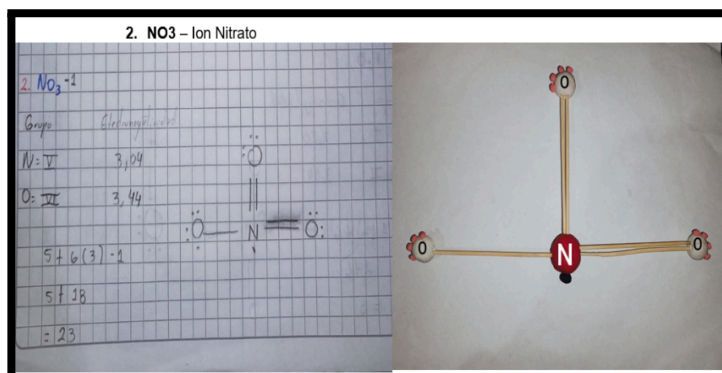 2. NO3 – Ion Nitrato
2. NO₃⁻¹
Grupo Electronegatividad
N= V 3,04
O= VI 3,44
O
O N O
5+ 6(3) -1
5+ 18
= 23
O
O N O